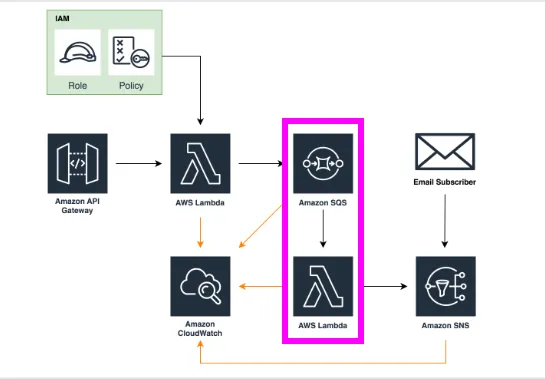 IAM
Role
Policy
Amazon API
Gateway
AWS Lambda
Amazon SQS
Email Subscriber
Amazon
CloudWatch
AWS Lambda
Amazon SNS